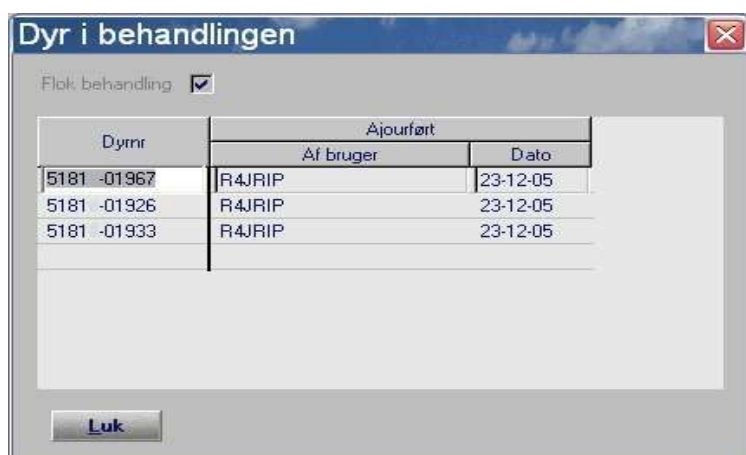 Dyr i behandlingen
Flok behandling
Dyrnr
Ajourført
Af bruger Dato
5181 -01967 R4JRIP 23-12-05
5181 -01926 R4JRIP 23-12-05
5181 -01933 R4JRIP 23-12-05
Luk